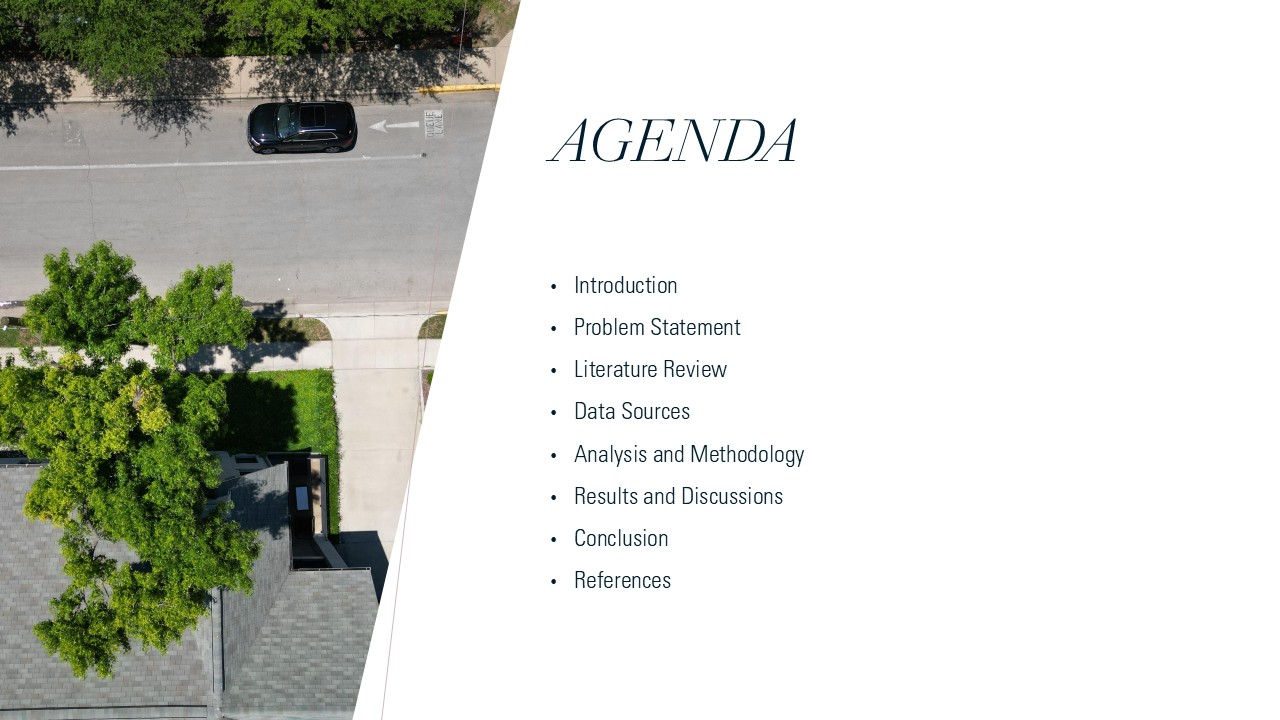 AGENDA
• Introduction
• Problem Statement
• Literature Review
• Data Sources
• Analysis and Methodology
• Results and Discussions
• Conclusion
• References